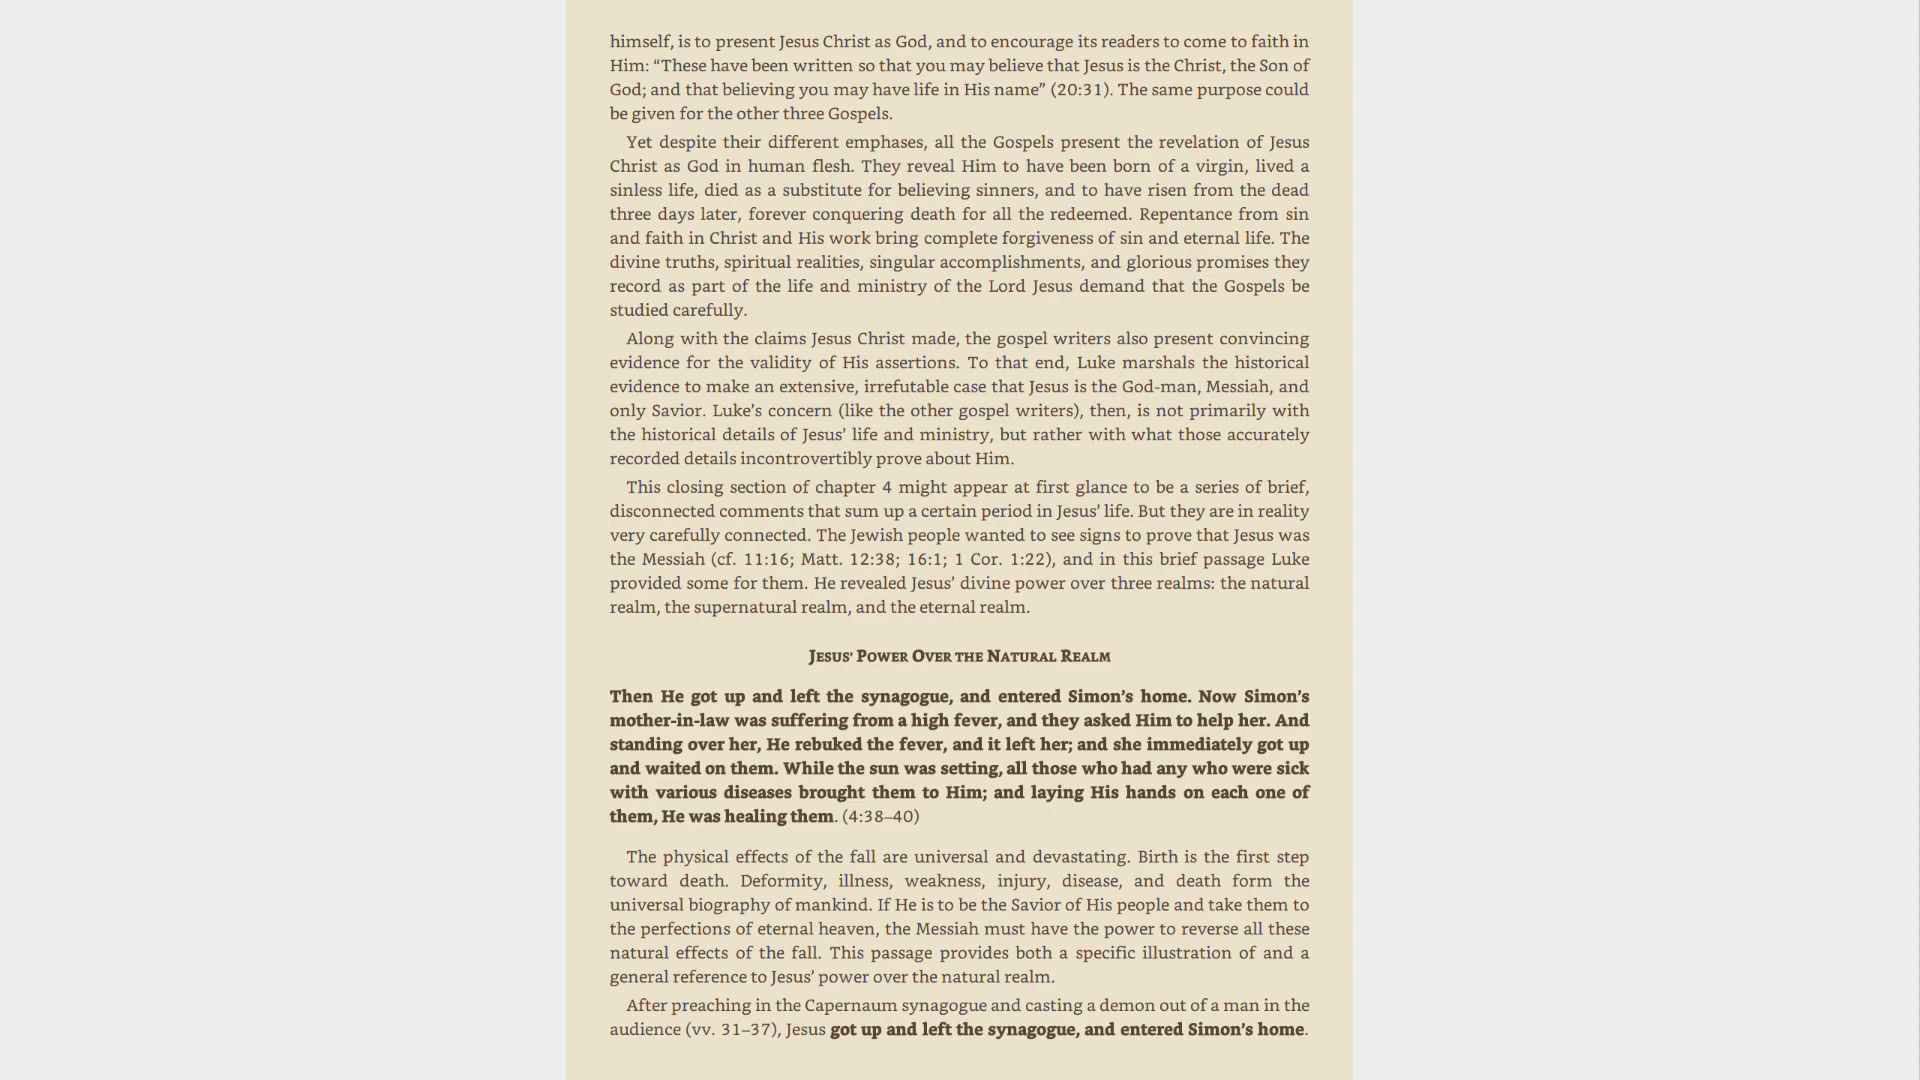 himself, is to present Jesus Christ as God, and to encourage its readers to come to faith in
Him: “These have been written so that you may believe that Jesus is the Christ, the Son of
God; and that believing you may have life in His name” (20:31). The same purpose could
be given for the other three Gospels.
Yet despite their different emphases, all the Gospels present the revelation of Jesus
Christ as God in human flesh. They reveal Him to have been born of a virgin, lived a
sinless life, died as a substitute for believing sinners, and to have risen from the dead
three days later, forever conquering death for all the redeemed. Repentance from sin
and faith in Christ and His work bring complete forgiveness of sin and eternal life. The
divine truths, spiritual realities, singular accomplishments, and glorious promises they
record as part of the life and ministry of the Lord Jesus demand that the Gospels be
studied carefully.
Along with the claims Jesus Christ made, the gospel writers also present convincing
evidence for the validity of His assertions. To that end, Luke marshals the historical
evidence to make an extensive, irrefutable case that Jesus is the God-man, Messiah, and
only Savior. Luke’s concern (like the other gospel writers), then, is not primarily with
the historical details of Jesus’ life and ministry, but rather with what those accurately
recorded details incontrovertibly prove about Him.
This closing section of chapter 4 might appear at first glance to be a series of brief,
disconnected comments that sum up a certain period in Jesus’ life. But they are in reality
very carefully connected. The Jewish people wanted to see signs to prove that Jesus was
the Messiah (cf. 11:16; Matt. 12:38; 16:1; 1 Cor. 1:22), and in this brief passage Luke
provided some for them. He revealed Jesus’ divine power over three realms: the natural
realm, the supernatural realm, and the eternal realm.
Jesus’ Power Over the Natural Realm
Then He got up and left the synagogue, and entered Simon’s home. Now Simon’s
mother-in-law was suffering from a high fever, and they asked Him to help her. And
standing over her, He rebuked the fever, and it left her; and she immediately got up
and waited on them. While the sun was setting, all those who had any who were sick
with various diseases brought them to Him; and laying His hands on each one of
them, He was healing them. (4:38–40)
The physical effects of the fall are universal and devastating. Birth is the first step
toward death. Deformity, illness, weakness, injury, disease, and death form the
universal biography of mankind. If He is to be the Savior of His people and take them to
the perfections of eternal heaven, the Messiah must have the power to reverse all these
natural effects of the fall. This passage provides both a specific illustration of and a
general reference to Jesus’ power over the natural realm.
After preaching in the Capernaum synagogue and casting a demon out of a man in the
audience (vv. 31–37), Jesus got up and left the synagogue, and entered Simon’s home.